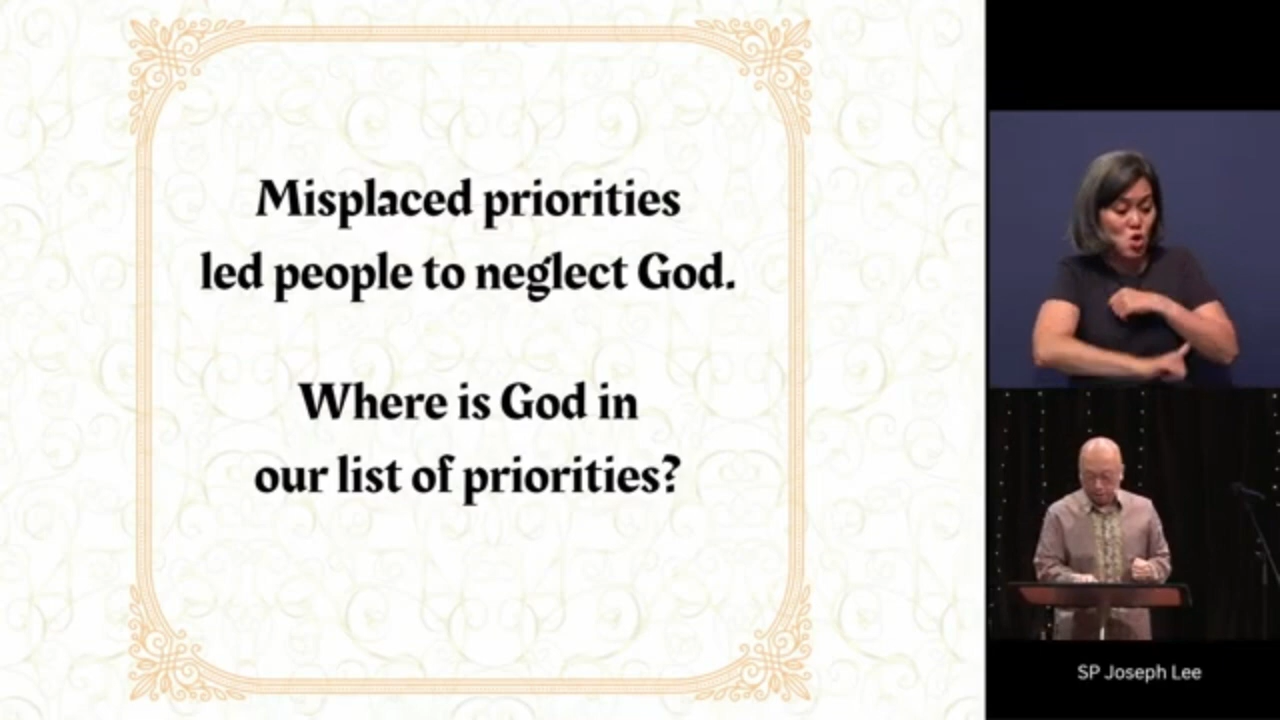 Misplaced priorities
led people to neglect God.
Where is God in
our list of priorities?
SP Joseph Lee